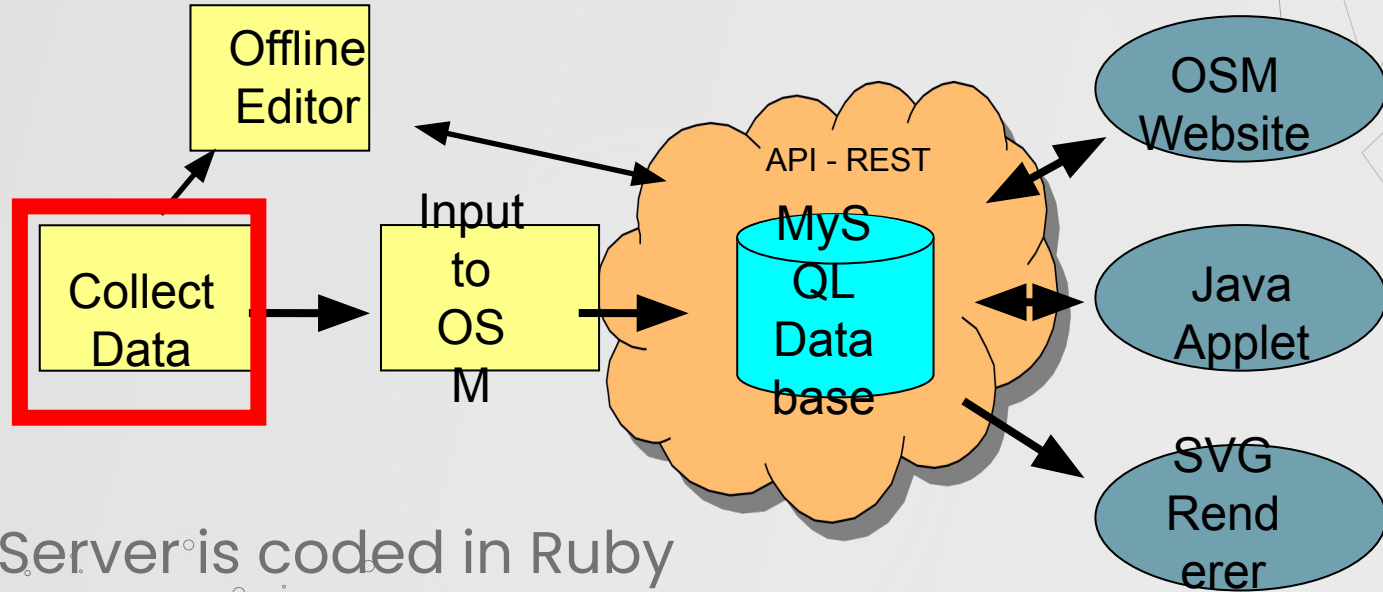 Offline
Editor
OSM
Website
API - REST
Input
to
OS
M
MyS
QL
Data
base
Collect
Data
Java
Applet
SVG
Rend
erer
Server is coded in Ruby